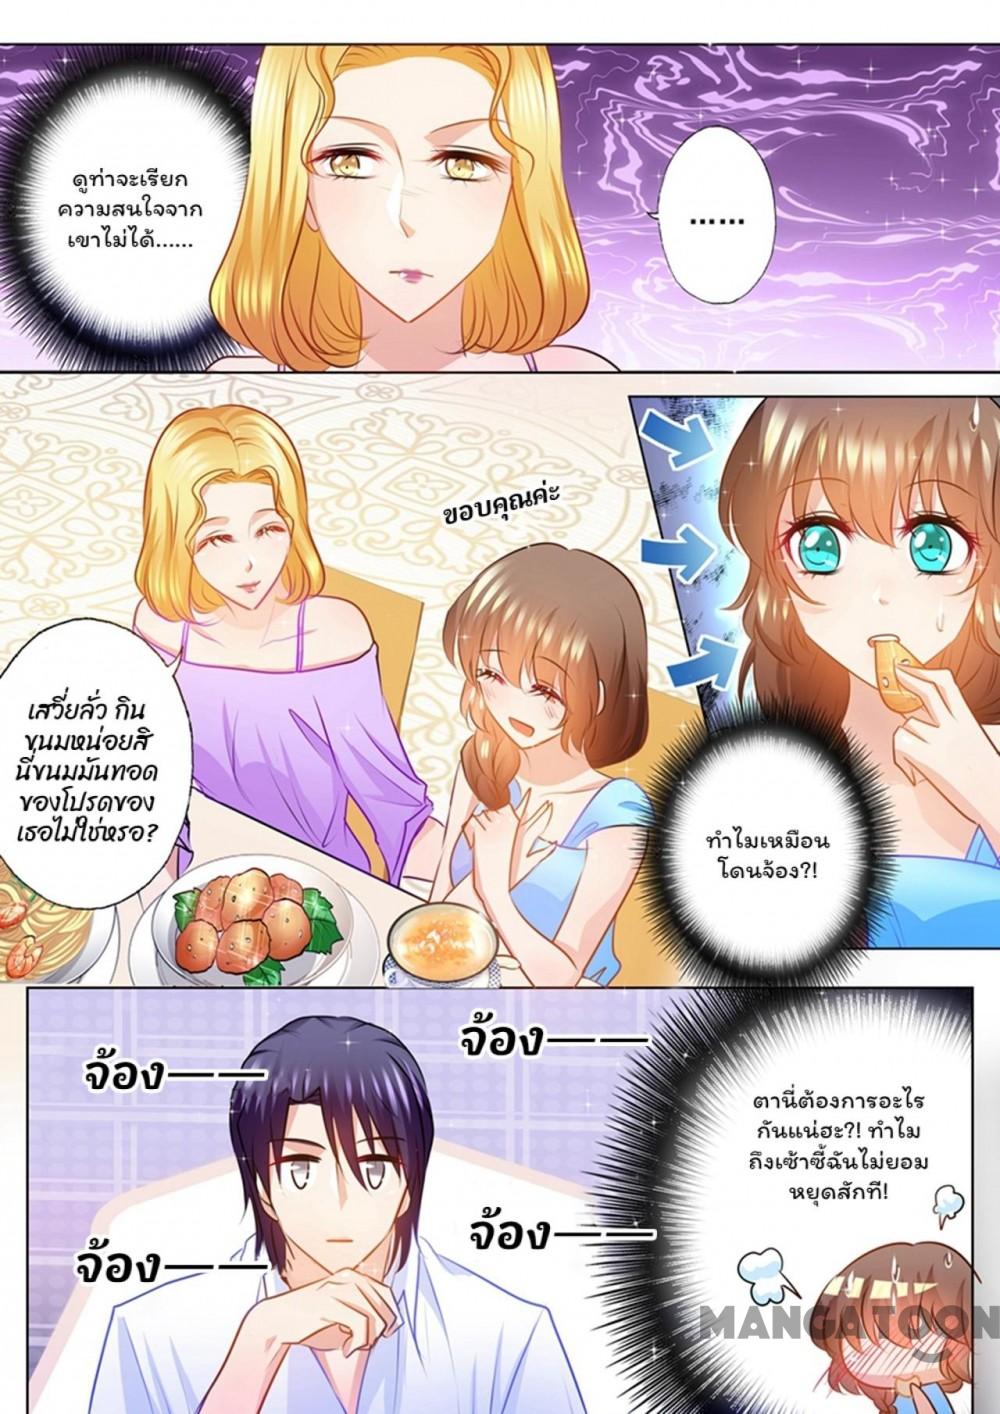 ดูท่าจะเรียก
ความสนใจจาก
เขาไม่ได้......
......
ขอบคุณค่ะ
เสวี่ยลั่ว กิน
ขนมหน่อยสิ
นี่ขนมมันทอด
ของโปรดของ
เธอไม่ใช่หรอ?
ทำไมเหมือน
โดนจ้อง?!
จ้อง——
จ้อง——
จ้อง——
จ้อง——
ตานี่ต้องการอะไร
กันแน่ฮะ?! ทำไม
ถึงเซ้าซี้ฉันไม่ยอม
หยุดสักที!
MANGATOON